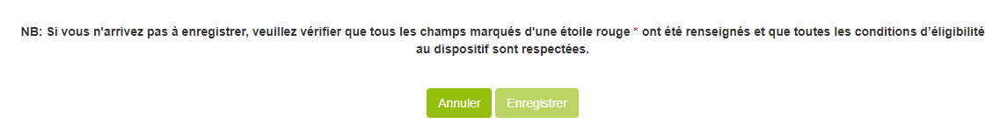 NB: Si vous n'arrivez pas à enregistrer, veuillez vérifier que tous les champs marqués d'une étoile rouge * ont été renseignés et que toutes les conditions d’éligibilité
au dispositif sont respectées.
Annuler Enregistrer